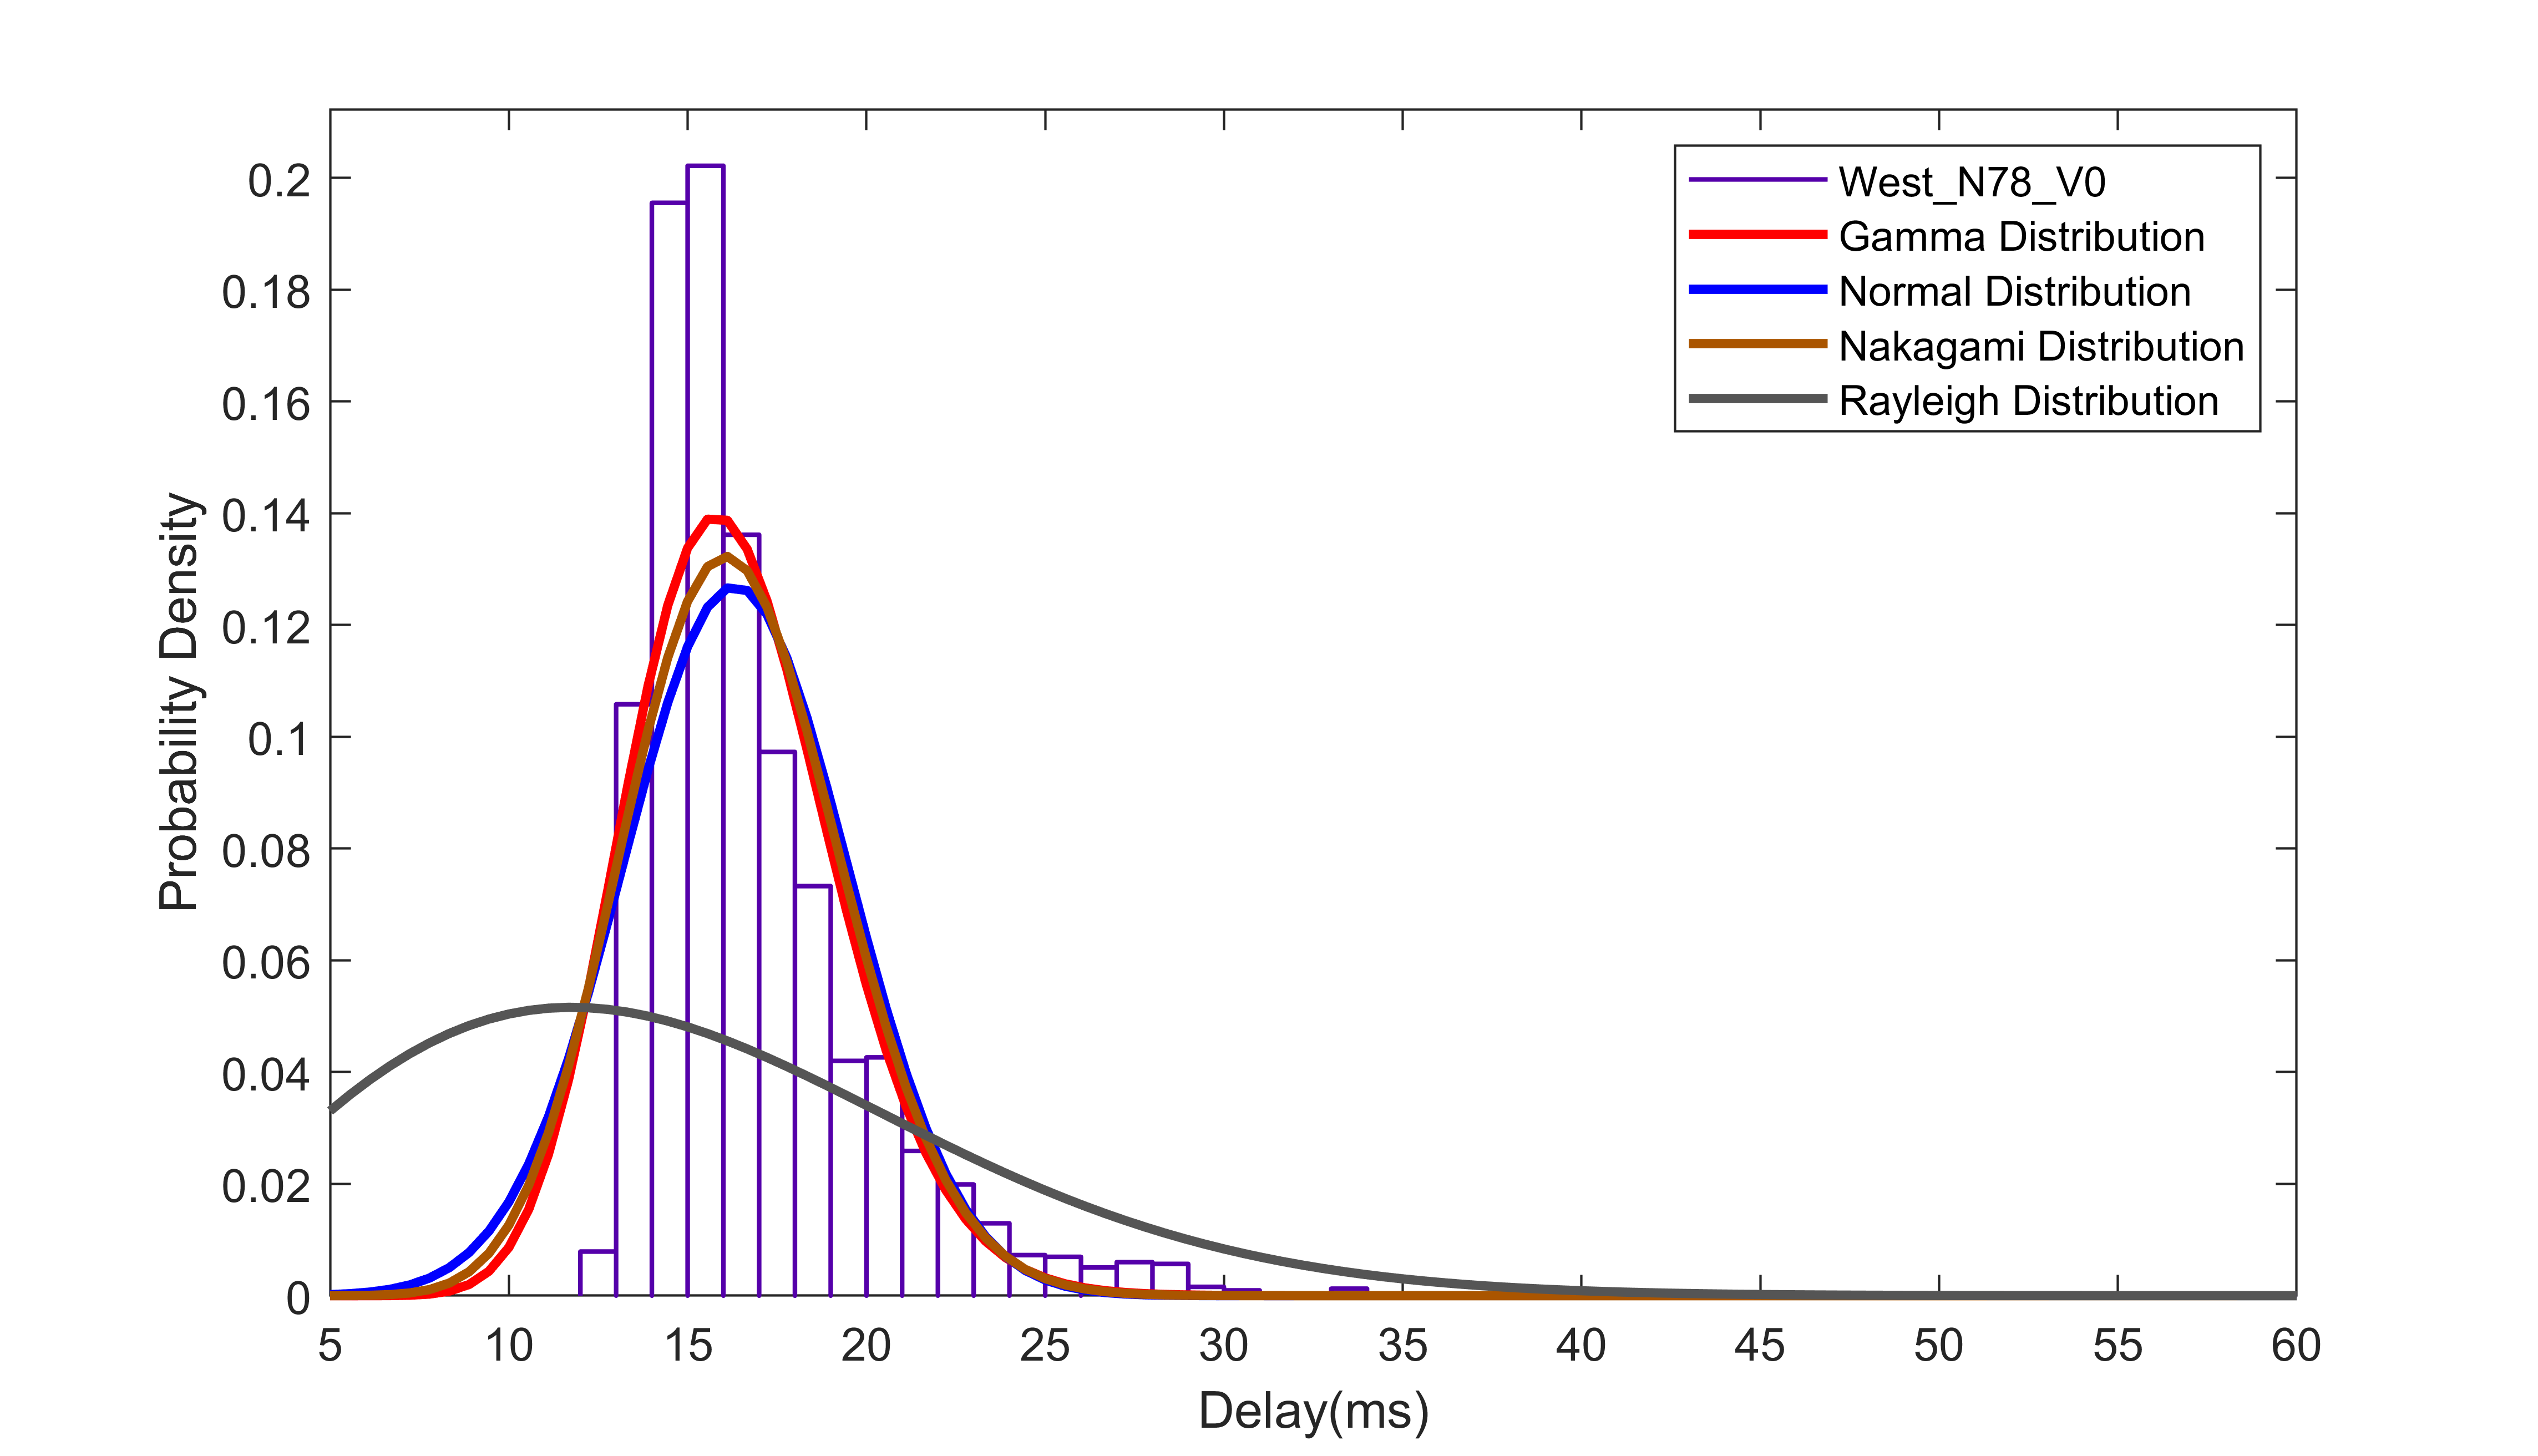 West_N78_V0
Gamma Distribution
Normal Distribution
Nakagami Distribution
Rayleigh Distribution
Probability Density
0.2
0.18
0.16
0.14
0.12
0.1
0.08
0.06
0.04
0.02
0
5 10 15 20 25 30 35 40 45 50 55 60
Delay(ms)